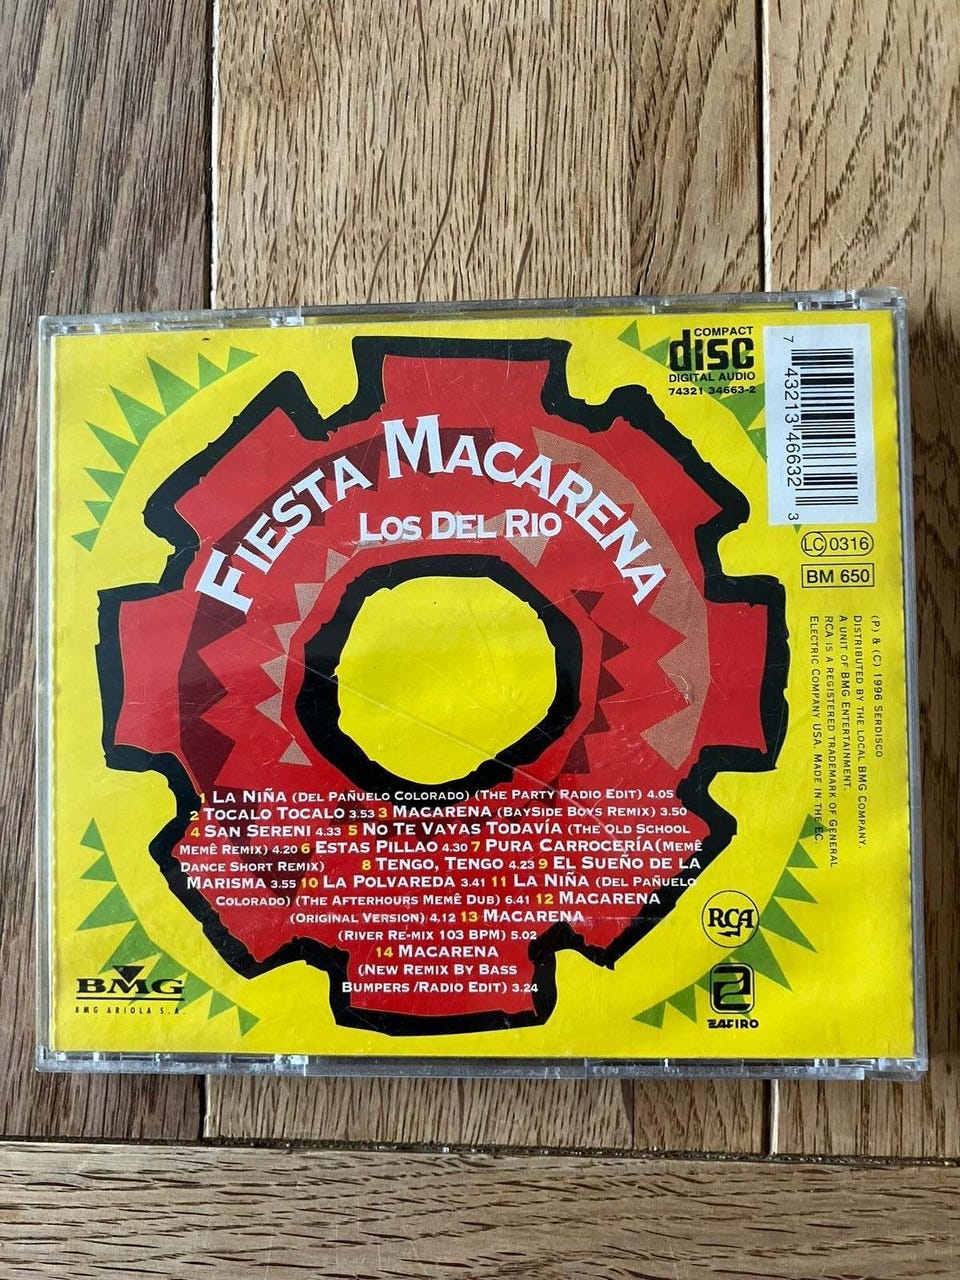 COMPACT
disc
DIGITAL AUDIO
74321 34663-2
7 43213 46632 3
LC 0316
BM 650
FIESTA MACARENA
LOS DEL RIO
(P) & (C) 1996 SERDISCO
DISTRIBUTED BY THE LOCAL BMG COMPANY.
A UNIT OF BMG ENTERTAINMENT.
RCA IS A REGISTERED TRADEMARK OF GENERAL
ELECTRIC COMPANY USA. MADE IN THE EC.
1 LA NIÑA (DEL PAÑUELO COLORADO) (THE PARTY RADIO EDIT) 4.05
2 TOCALO TOCALO 3.53 3 MACARENA (BAYSIDE BOYS REMIX) 3.50
4 SAN SERENI 4.33 5 NO TE VAYAS TODAVÍA (THE OLD SCHOOL
MEMÊ REMIX) 4.20 6 ESTAS PILLAO 4.30 7 PURA CARROCERÍA(MEMÊ
DANCE SHORT REMIX) 8 TENGO, TENGO 4.23 9 EL SUEÑO DE LA
MARISMA 3.55 10 LA POLVAREDA 3.41 11 LA NIÑA (DEL PAÑUELO
COLORADO) (THE AFTERHOURS MEMÊ DUB) 6.41 12 MACARENA
(ORIGINAL VERSION) 4,12 13 MACARENA
(RIVER RE-MIX 103 BPM) 5.02
14 MACARENA
(NEW REMIX BY BASS
BUMPERS /RADIO EDIT) 3.24
RCA
BMG
BMG ARIOLA S.A.
ZAFIRO